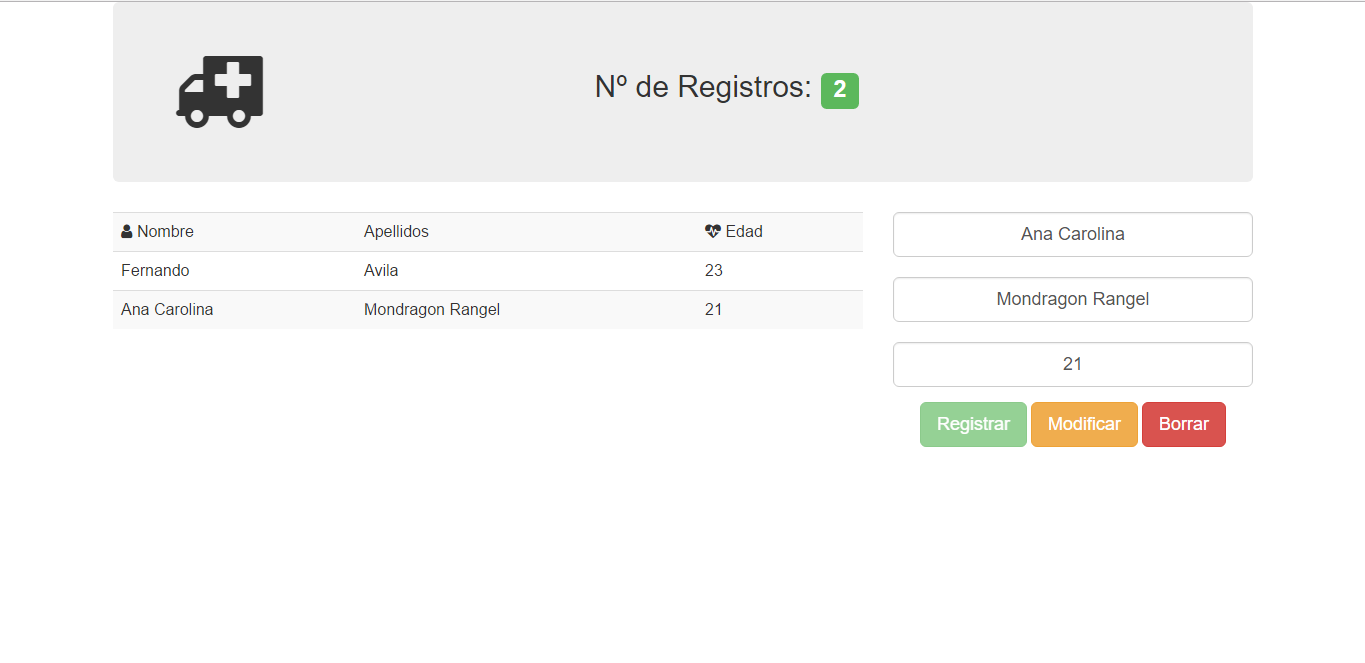 Nº de Registros: 2
Nombre Apellidos Edad
Fernando Avila 23
Ana Carolina Mondragon Rangel 21
Ana Carolina
Mondragon Rangel
21
Registrar Modificar Borrar